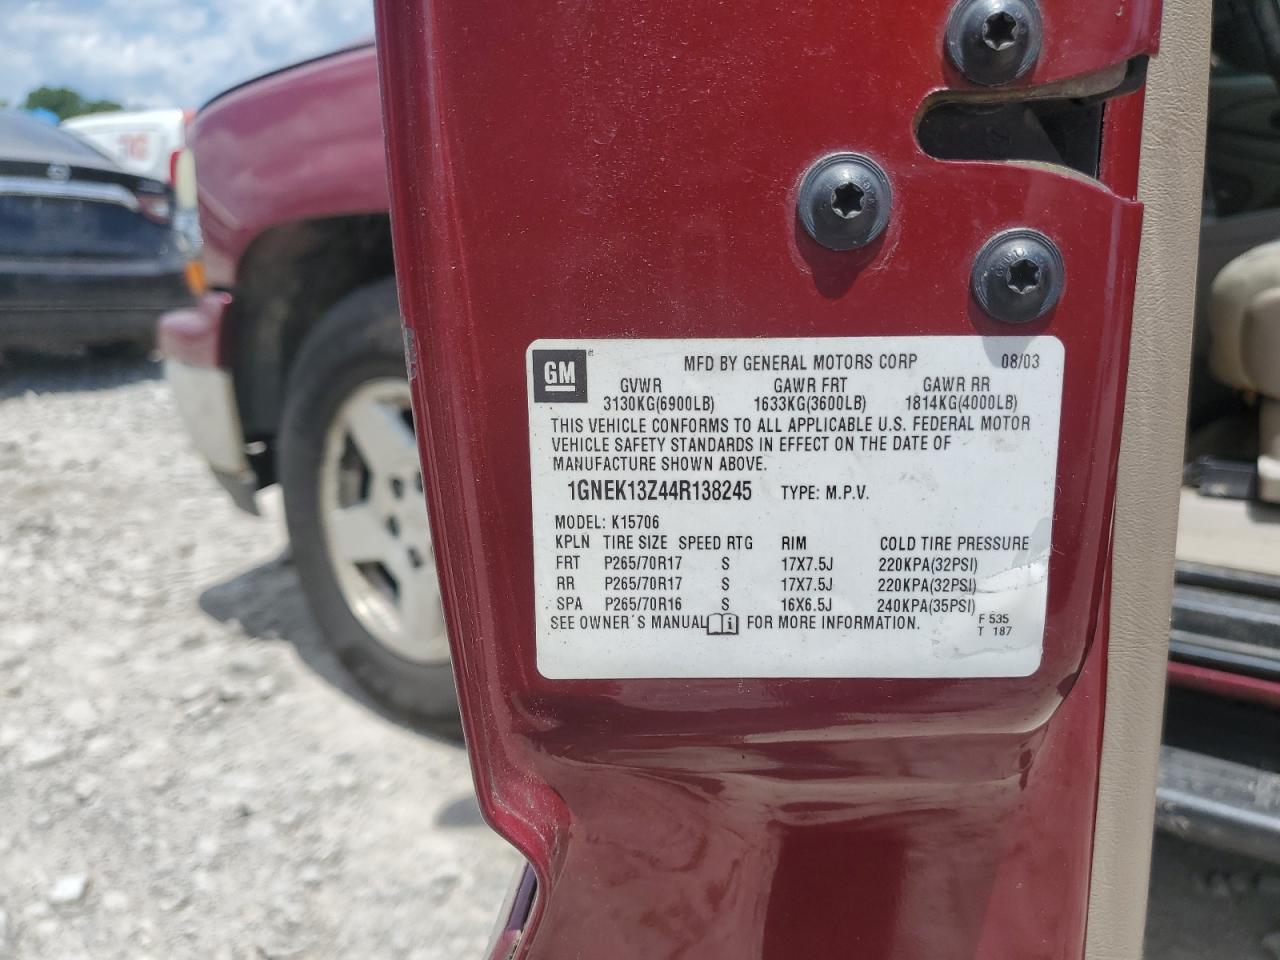 GM
MFD BY GENERAL MOTORS CORP 08/03
GVWR GAWR FRT GAWR RR
3130KG(6900LB) 1633KG(3600LB) 1814KG(4000LB)
THIS VEHICLE CONFORMS TO ALL APPLICABLE U.S. FEDERAL MOTOR
VEHICLE SAFETY STANDARDS IN EFFECT ON THE DATE OF
MANUFACTURE SHOWN ABOVE.
1GNEK13Z44R138245 TYPE: M.P.V.
MODEL: K15706
KPLN TIRE SIZE SPEED RTG RIM COLD TIRE PRESSURE
FRT P265/70R17 S 17X7.5J 220KPA(32PSI)
RR P265/70R17 S 17X7.5J 220KPA(32PSI)
SPA P265/70R16 S 16X6.5J 240KPA(35PSI)
SEE OWNER'S MANUAL i FOR MORE INFORMATION.
F 535
T 187